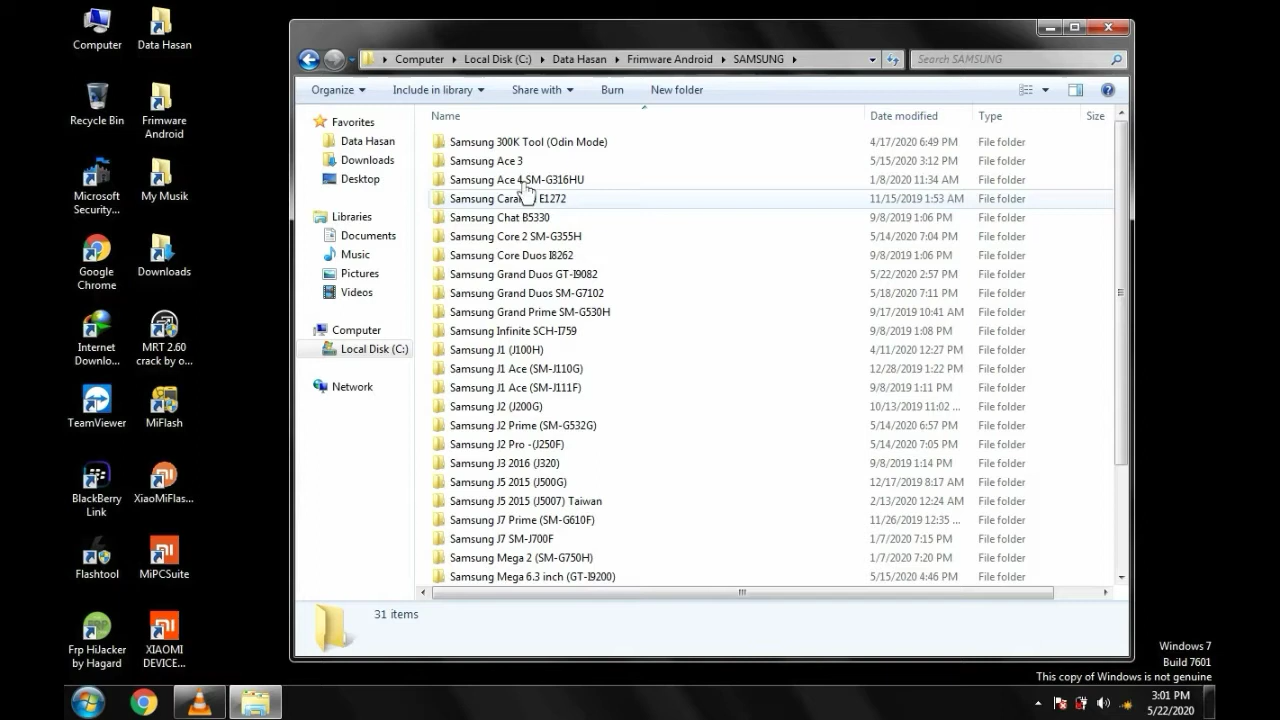 Computer
Data Hasan
Recycle Bin
Frimware
Android
Microsoft
Security...
My Musik
Google
Chrome
Downloads
Internet
Downlo...
MRT 2.60
crack by o...
TeamViewer
MiFlash
BlackBerry
Link
XiaoMiFlas...
Flashtool
MiPCSuite
Frp HiJacker
by Hagard
XIAOMI
DEVICE...
Computer Local Disk (C:) Data Hasan Frimware Android SAMSUNG
Search SAMSUNG
Organize Include in library Share with Burn New folder
Favorites
Data Hasan
Downloads
Desktop
Libraries
Documents
Music
Pictures
Videos
Computer
Local Disk (C:)
Network
Name Date modified Type Size
Samsung 300K Tool (Odin Mode) 4/17/2020 6:49 PM File folder
Samsung Ace 3 5/15/2020 3:12 PM File folder
Samsung Ace 4 SM-G316HU 1/8/2020 11:34 AM File folder
Samsung E1272 11/15/2019 1:53 AM File folder
Samsung Chat B5330 9/8/2019 1:06 PM File folder
Samsung Core 2 SM-G355H 5/14/2020 7:04 PM File folder
Samsung Core Duos I8262 9/8/2019 1:06 PM File folder
Samsung Grand Duos GT-I9082 5/22/2020 2:57 PM File folder
Samsung Grand Duos SM-G7102 5/18/2020 7:11 PM File folder
Samsung Grand Prime SM-G530H 9/17/2019 10:41 AM File folder
Samsung Infinite SCH-I759 9/8/2019 1:08 PM File folder
Samsung J1 (J100H) 4/11/2020 12:27 PM File folder
Samsung J1 Ace (SM-J110G) 12/28/2019 1:22 PM File folder
Samsung J1 Ace (SM-J111F) 9/8/2019 1:11 PM File folder
Samsung J2 (J200G) 10/13/2019 11:02 ... File folder
Samsung J2 Prime (SM-G532G) 5/14/2020 6:57 PM File folder
Samsung J2 Pro -(J250F) 5/14/2020 7:05 PM File folder
Samsung J3 2016 (J320) 9/8/2019 1:14 PM File folder
Samsung J5 2015 (J500G) 12/17/2019 8:17 AM File folder
Samsung J5 2015 (J5007) Taiwan 2/13/2020 12:24 AM File folder
Samsung J7 Prime (SM-G610F) 11/26/2019 12:35 ... File folder
Samsung J7 SM-J700F 1/7/2020 7:15 PM File folder
Samsung Mega 2 (SM-G750H) 1/7/2020 7:20 PM File folder
Samsung Mega 6.3 inch (GT-I9200) 5/15/2020 4:46 PM File folder
31 items
Windows 7
Build 7601
This copy of Windows is not genuine
3:01 PM
5/22/2020